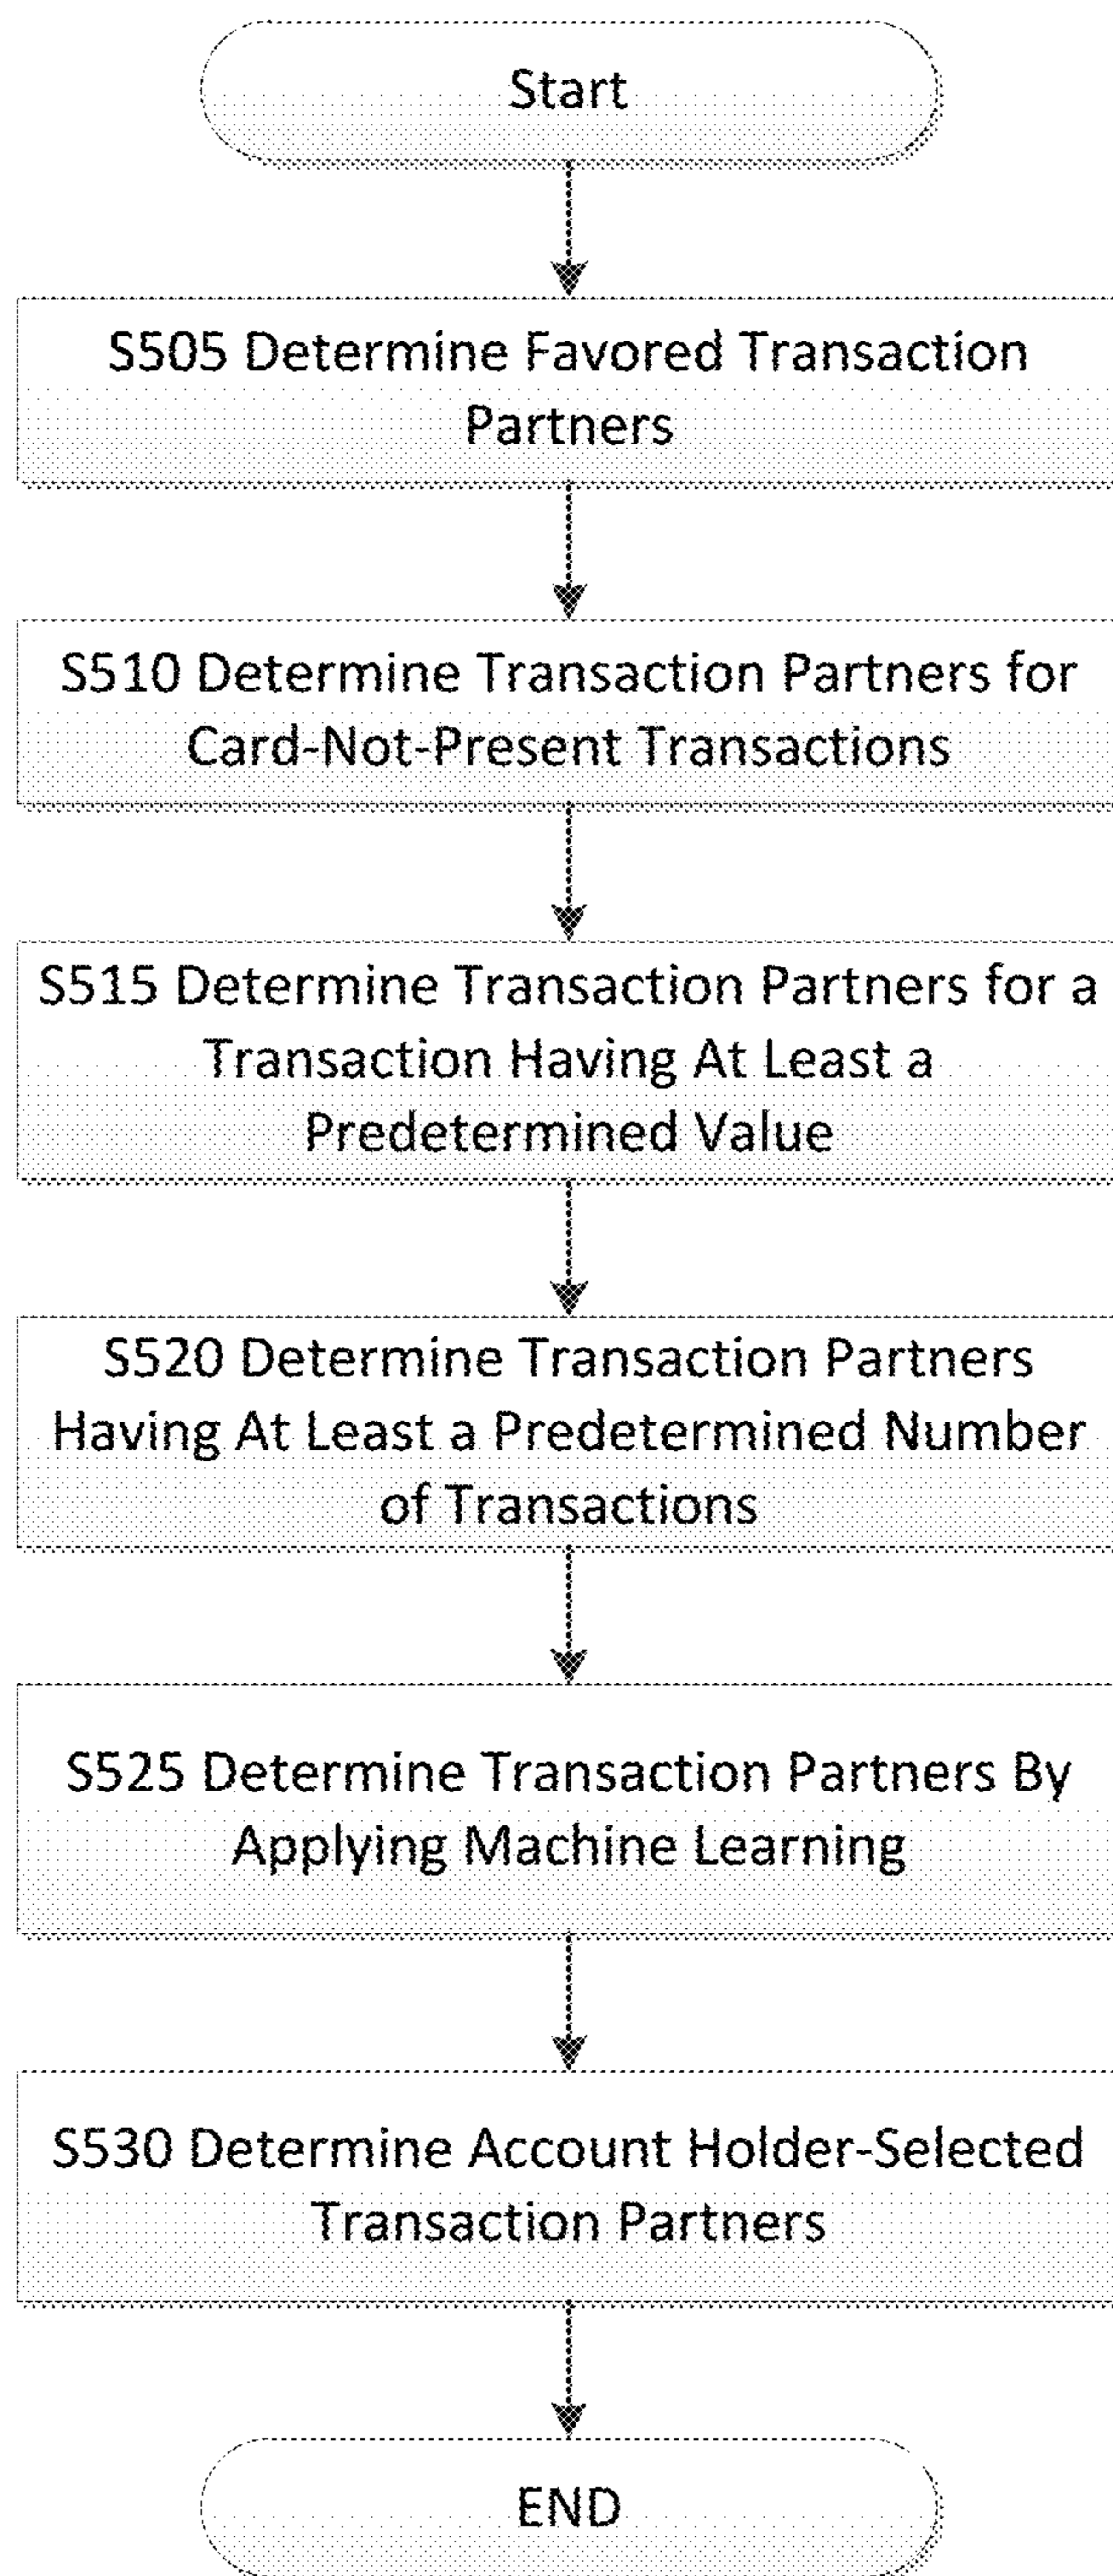 Start
S505 Determine Favored Transaction
Partners
S510 Determine Transaction Partners for
Card-Not-Present Transactions
S515 Determine Transaction Partners for a
Transaction Having At Least a
Predetermined Value
S520 Determine Transaction Partners
Having At Least a Predetermined Number
of Transactions
S525 Determine Transaction Partners By
Applying Machine Learning
S530 Determine Account Holder-Selected
Transaction Partners
END